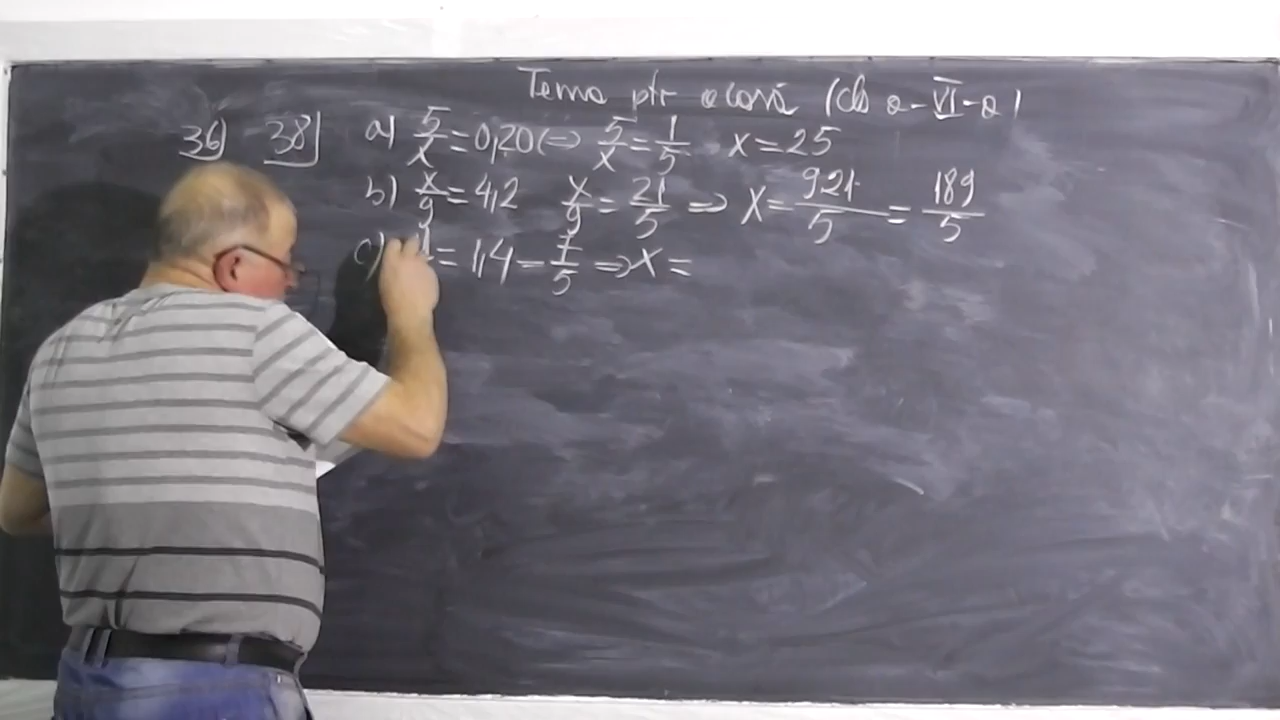 Tema ptr acasă (cls a-VI-a)
36) 38) a) 5/x = 0,20 (=> 5/x = 1/5 x = 25
b) x/9 = 4,2 x/9 = 21/5 => x = 9·21/5 = 189/5
c) = 1,4 = 7/5 => x =